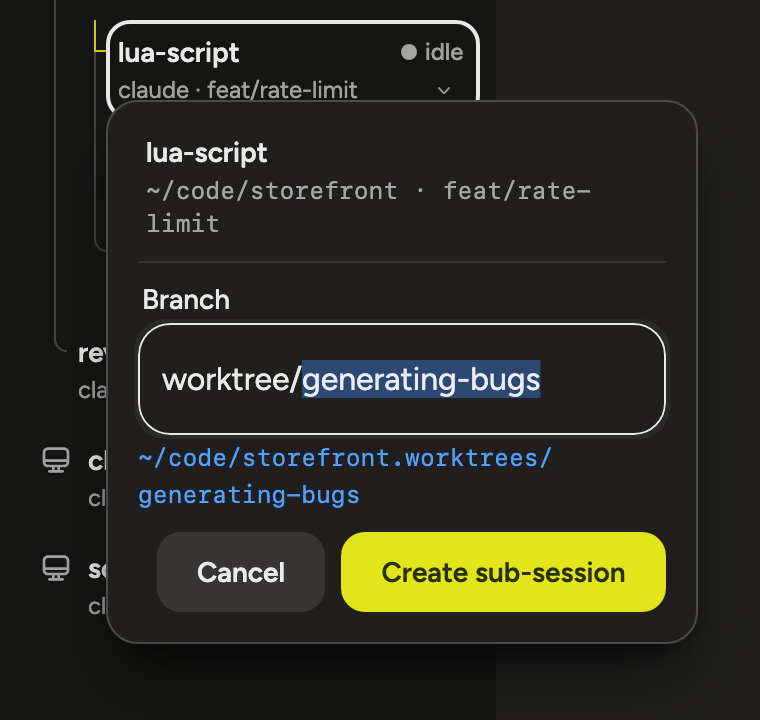 lua-script
idle
claude · feat/rate-limit
lua-script
~/code/storefront · feat/rate-
limit
Branch
worktree/generating-bugs
~/code/storefront.worktrees/
generating-bugs
Cancel
Create sub-session